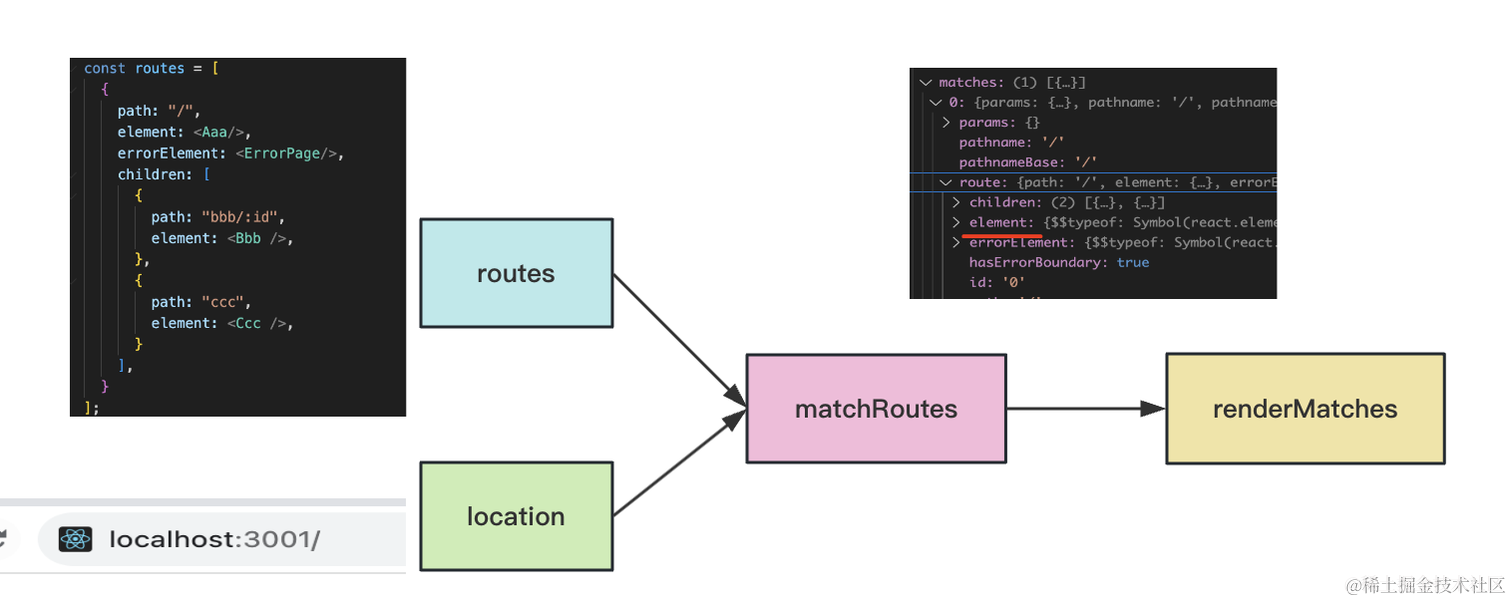 const routes = [
{
path: "/",
element: <Aaa/>,
errorElement: <ErrorPage/>,
children: [
{
path: "bbb/:id",
element: <Bbb />,
},
{
path: "ccc",
element: <Ccc />,
}
],
}
];
matches: (1) [{…}]
0: {params: {…}, pathname: '/', pathname
params: {}
pathname: '/'
pathnameBase: '/'
route: {path: '/', element: {…}, errorE
children: (2) [{…}, {…}]
element: {$$typeof: Symbol(react.eleme
errorElement: {$$typeof: Symbol(react.
hasErrorBoundary: true
id: '0'
routes
location
matchRoutes
renderMatches
localhost:3001/
@稀土掘金技术社区